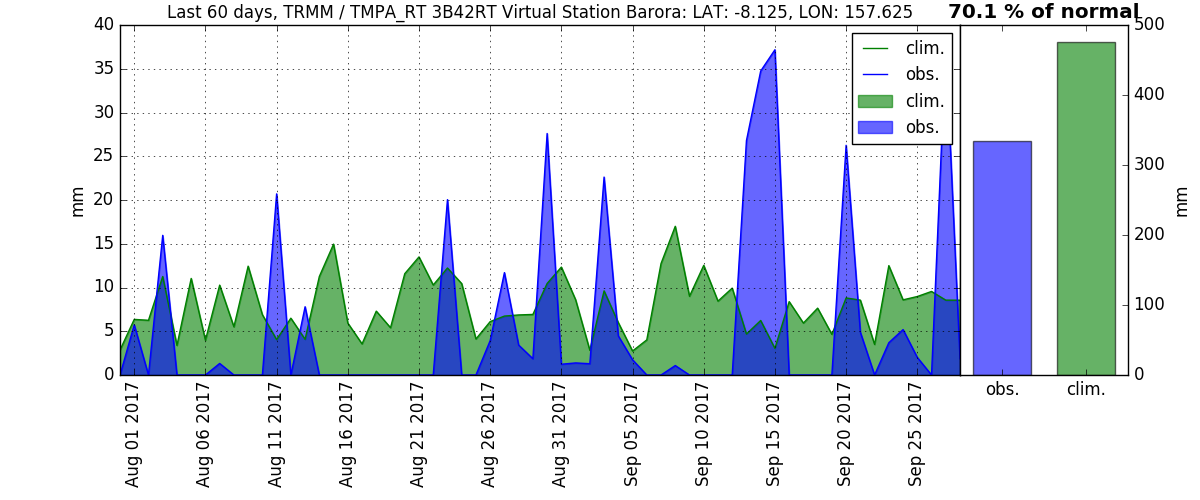 Last 60 days, TRMM / TMPA_RT 3B42RT Virtual Station Barora: LAT: -8.125, LON: 157.625
70.1 % of normal
40
35
30
25
20
15
10
5
0
mm
clim.
obs.
clim.
obs.
500
400
300
200
100
0
mm
obs.
clim.
Aug 01 2017
Aug 06 2017
Aug 11 2017
Aug 16 2017
Aug 21 2017
Aug 26 2017
Aug 31 2017
Sep 05 2017
Sep 10 2017
Sep 15 2017
Sep 20 2017
Sep 25 2017